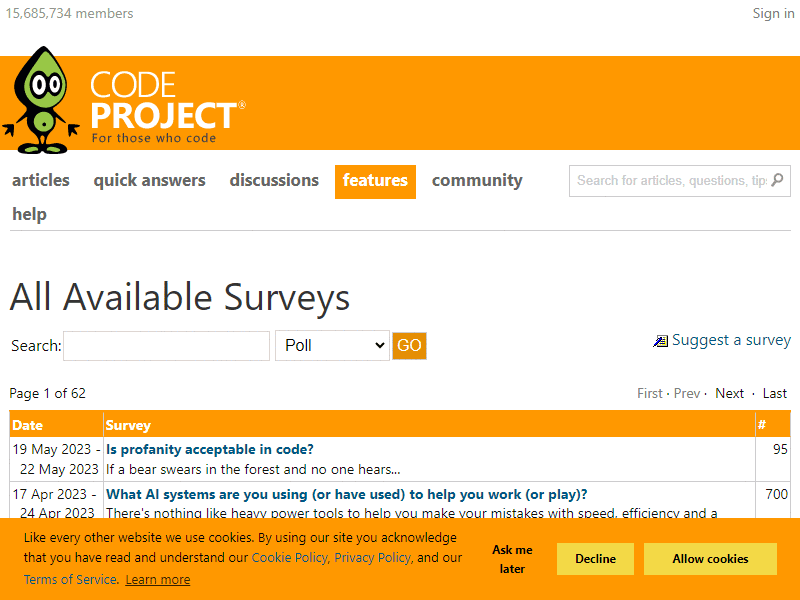 15,685,734 members
Sign in
CODE
PROJECT®
For those who code
articles quick answers discussions features community
Search for articles, questions, tips
help
All Available Surveys
Search: Poll GO
Suggest a survey
Page 1 of 62
First · Prev · Next · Last
Date Survey #
19 May 2023 - Is profanity acceptable in code? 95
22 May 2023 If a bear swears in the forest and no one hears...
17 Apr 2023 - What AI systems are you using (or have used) to help you work (or play)? 700
24 Apr 2023 There's nothing like heavy power tools to help you make your mistakes with speed, efficiency and a
Like every other website we use cookies. By using our site you acknowledge
that you have read and understand our Cookie Policy, Privacy Policy, and our
Terms of Service. Learn more
Ask me
later
Decline
Allow cookies